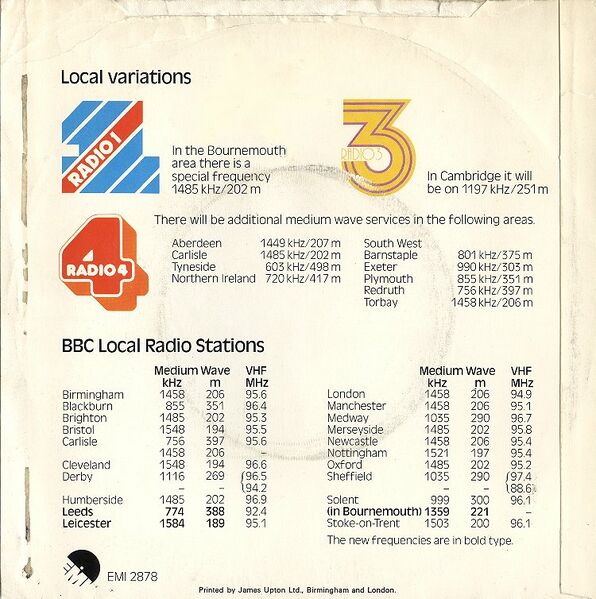 Local variations
RADIO 1
In the Bournemouth
area there is a
special frequency
1485 kHz/202 m
3
RADIO 3
In Cambridge it will
be on 1197 kHz/251m
There will be additional medium wave services in the following areas.
4
RADIO 4
Aberdeen 1449 kHz/207 m
Carlisle 1485 kHz/202 m
Tyneside 603 kHz/498 m
Northern Ireland 720 kHz/417 m
South West
Barnstaple 801 kHz/375 m
Exeter 990 kHz/303 m
Plymouth 855 kHz/351 m
Redruth 756 kHz/397 m
Torbay 1458 kHz/206 m
BBC Local Radio Stations
Medium Wave VHF
kHz m MHz
Birmingham 1458 206 95.6
Blackburn 855 351 96.4
Brighton 1485 202 95.3
Bristol 1548 194 95.5
Carlisle 756 397 95.6
1458 206 –
Cleveland 1548 194 96.6
Derby 1116 269 (96.5
– – (94.2
Humberside 1485 202 96.9
Leeds 774 388 92.4
Leicester 1584 189 95.1
Medium Wave VHF
kHz m MHz
London 1458 206 94.9
Manchester 1458 206 95.1
Medway 1035 290 96.7
Merseyside 1485 202 95.8
Newcastle 1458 206 95.4
Nottingham 1521 197 95.4
Oxford 1485 202 95.2
Sheffield 1035 290 (97.4
– – (88.6
Solent 999 300 96.1
(in Bournemouth) 1359 221 –
Stoke-on-Trent 1503 200 96.1
The new frequencies are in bold type.
EMI
EMI 2878
Printed by James Upton Ltd., Birmingham and London.